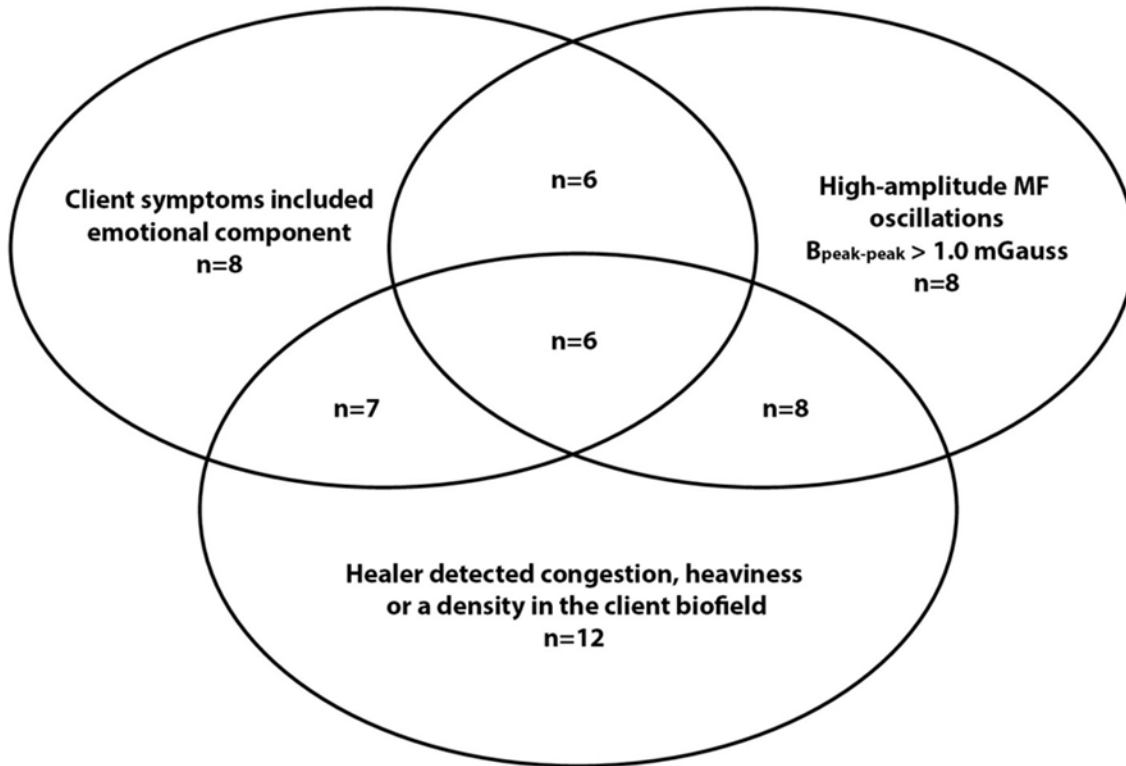 n=6
Client symptoms included
emotional component
n=8
High-amplitude MF
oscillations
Bpeak-peak > 1.0 mGauss
n=8
n=6
n=7
n=8
Healer detected congestion, heaviness
or a density in the client biofield
n=12